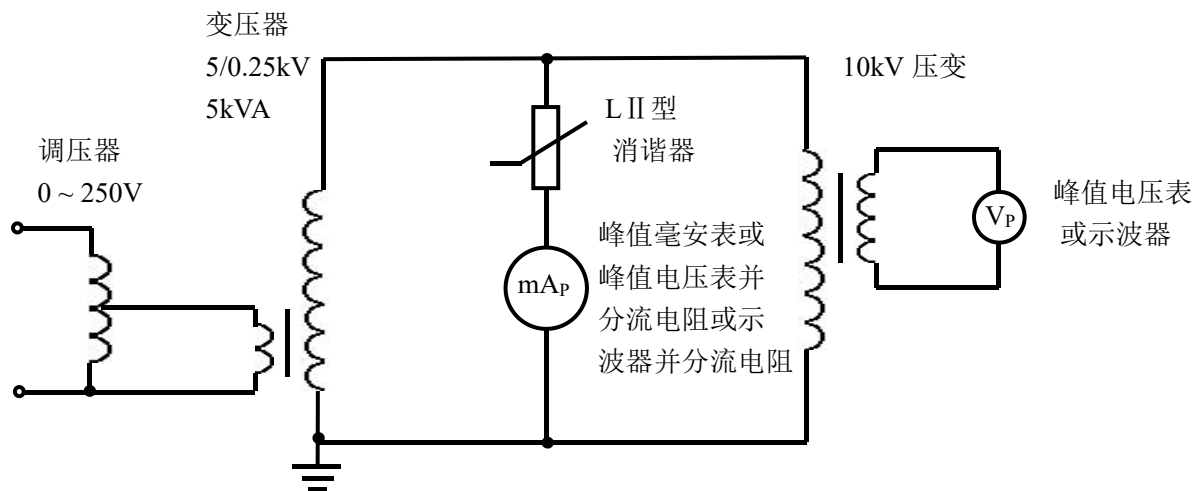 变压器
5/0.25kV
5kVA
调压器
0 ~ 250V
LⅡ型
消谐器
峰值毫安表或
峰值电压表并
分流电阻或示
波器并分流电阻
mAP
10kV 压变
VP
峰值电压表
或示波器